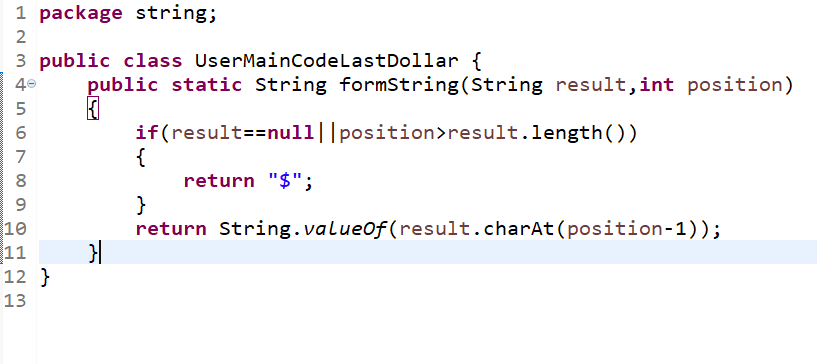 1 package string;
2
3 public class UserMainCodeLastDollar {
4     public static String formString(String result,int position)
5     {
6         if(result==null||position>result.length())
7         {
8             return "$";
9         }
10         return String.valueOf(result.charAt(position-1));
11     }
12 }
13